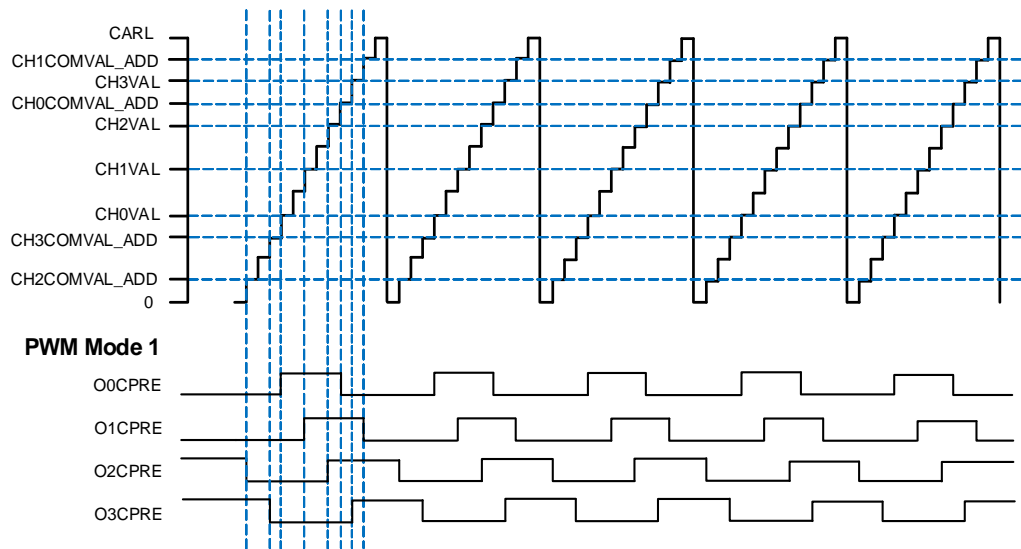 CARL
CH1COMVAL_ADD
CH3VAL
CH0COMVAL_ADD
CH2VAL
CH1VAL
CH0VAL
CH3COMVAL_ADD
CH2COMVAL_ADD
0
PWM Mode 1
O0CPRE
O1CPRE
O2CPRE
O3CPRE